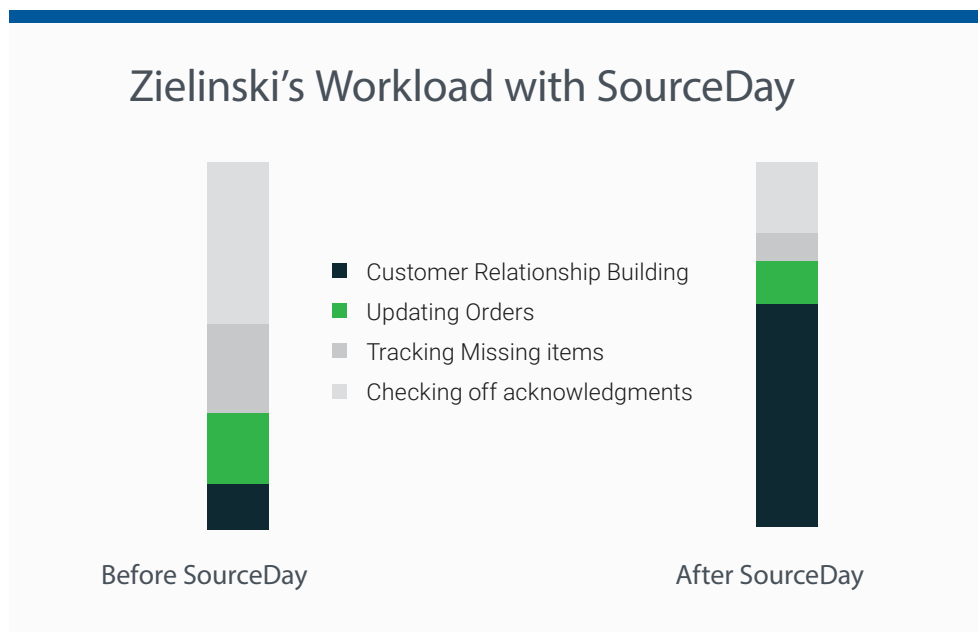 Zielinski's Workload with SourceDay
Customer Relationship Building
Updating Orders
Tracking Missing items
Checking off acknowledgments
Before SourceDay
After SourceDay